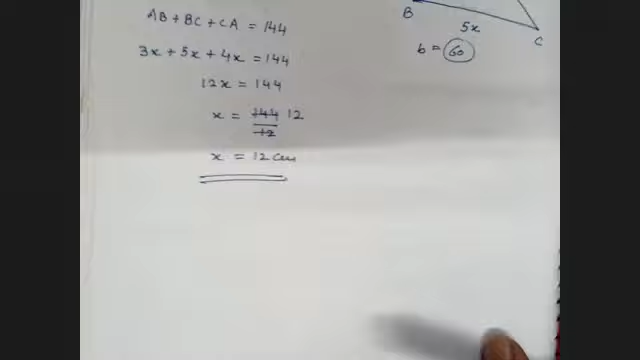 AB + BC + CA = 144
3x + 5x + 4x = 144
12x = 144
x = 144 12
12
x = 12 cm
B
5x
C
b = 60